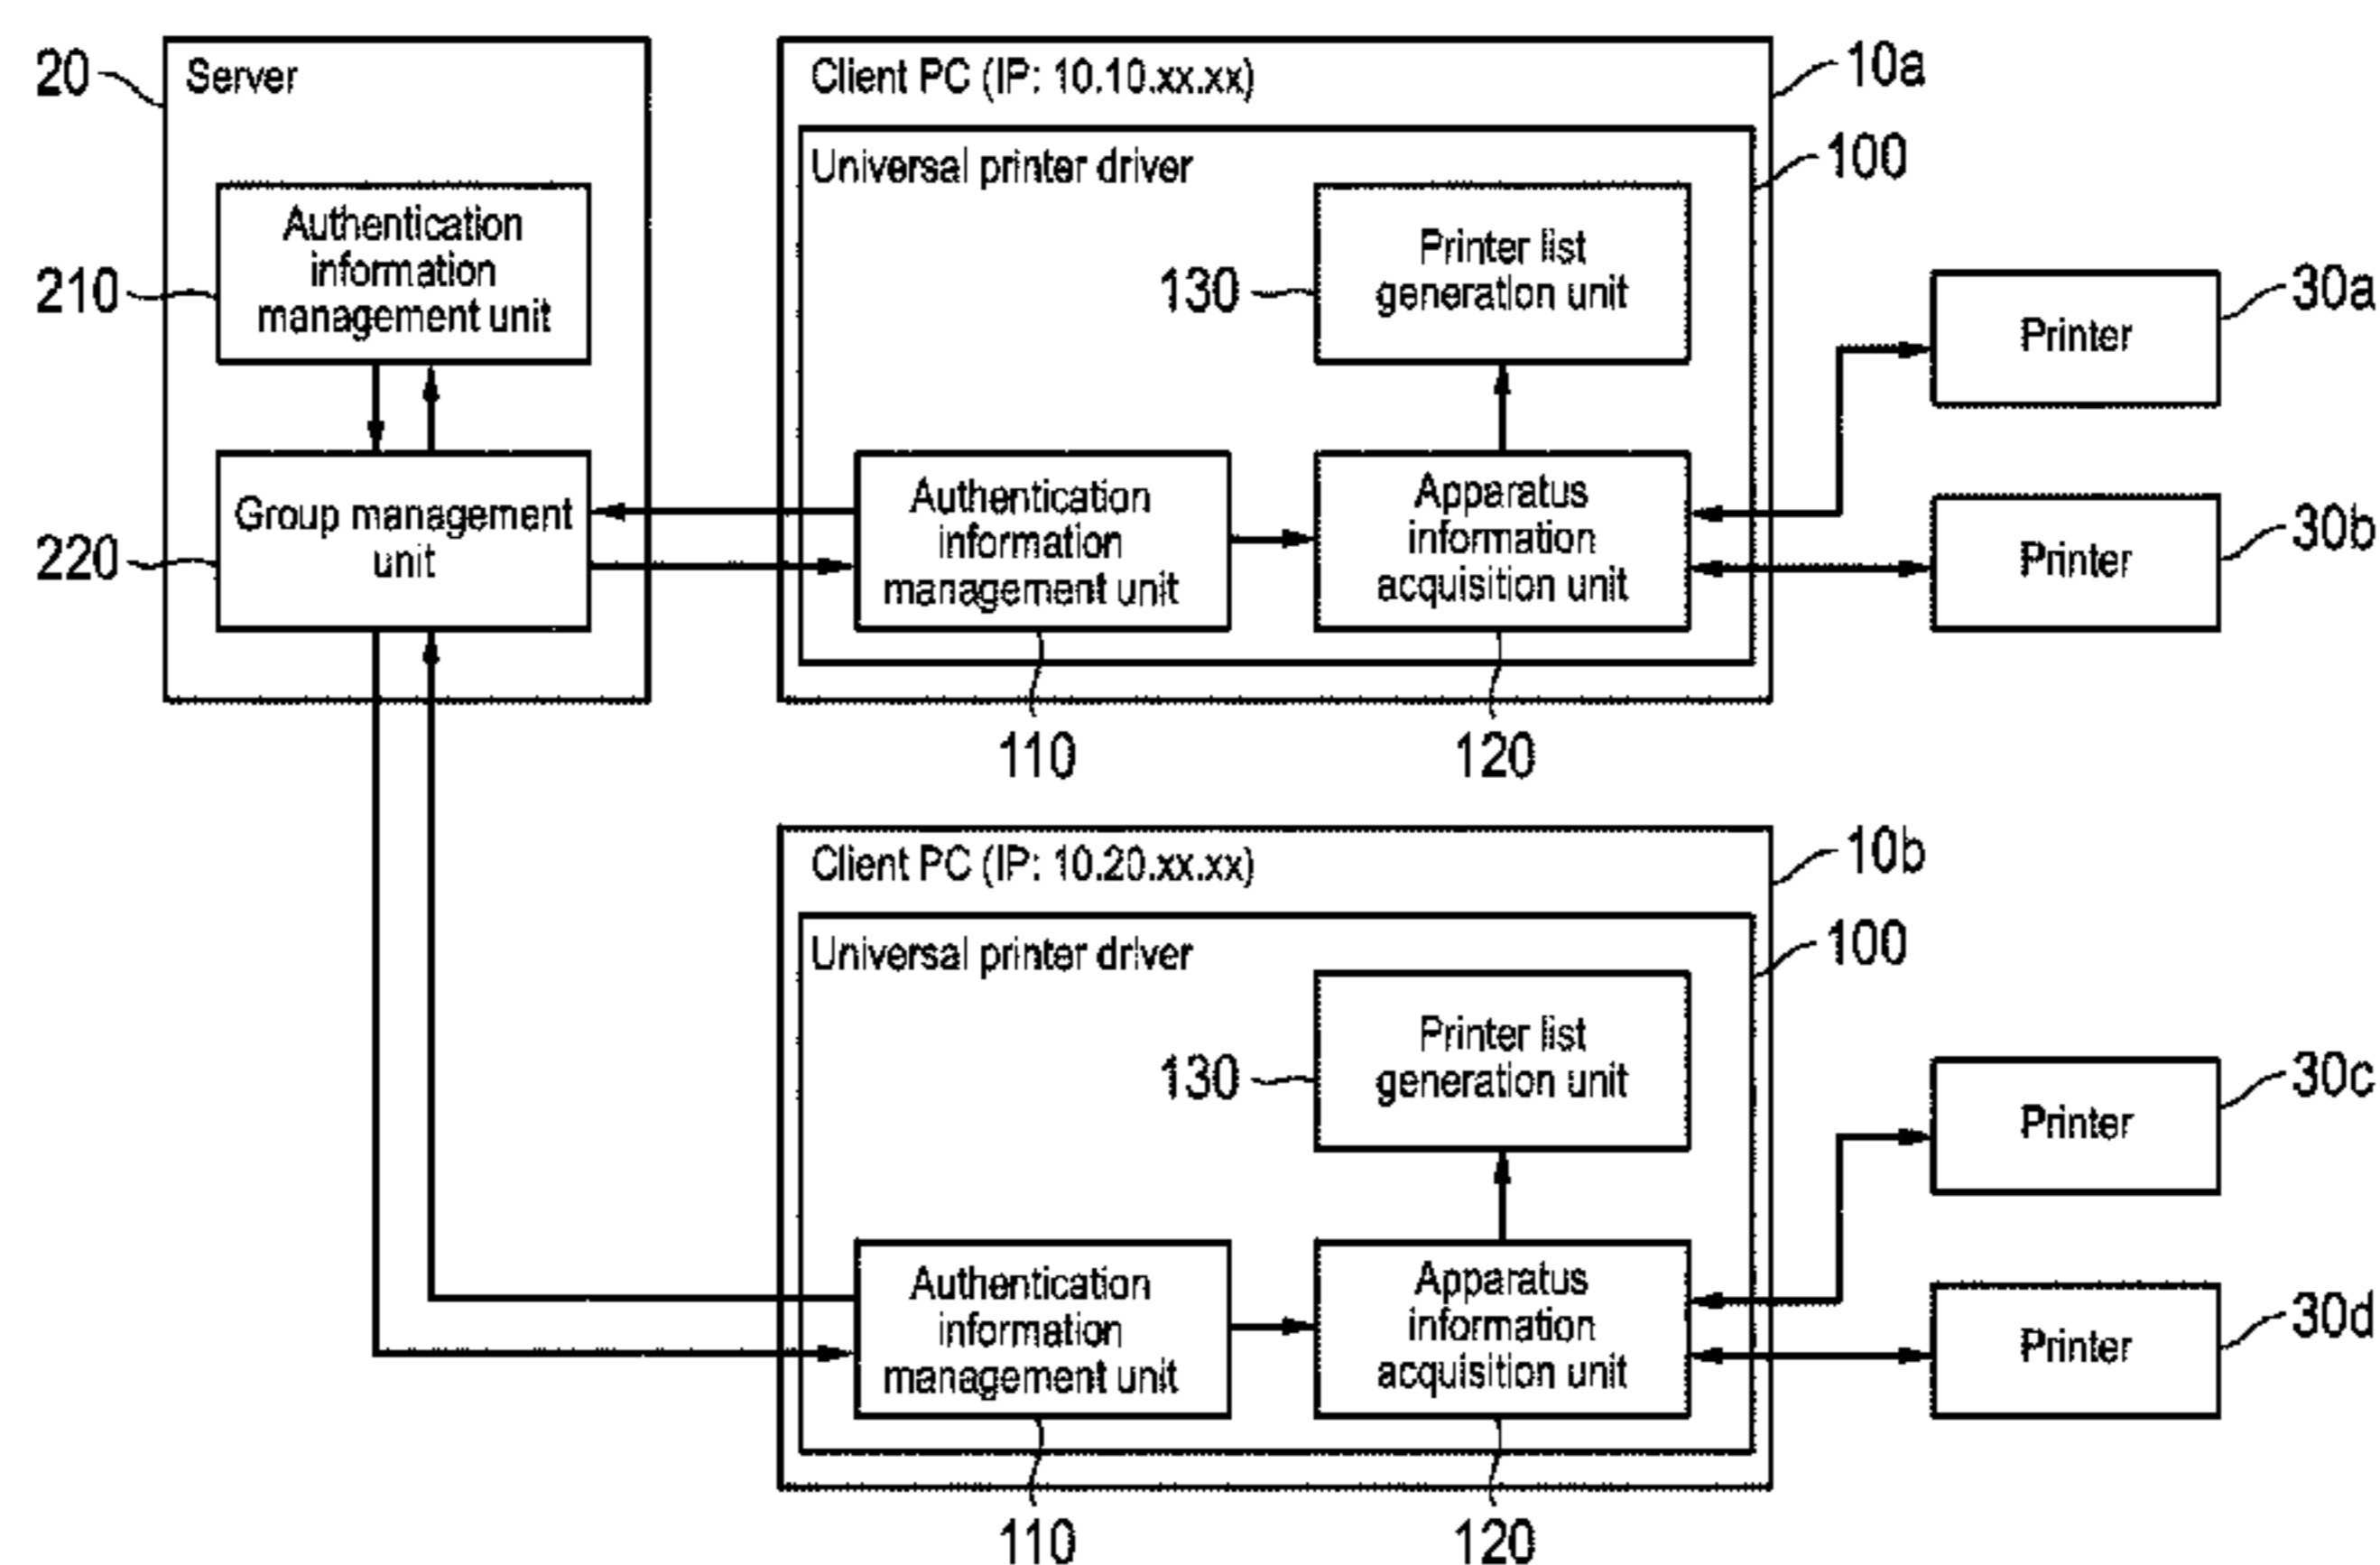 20
Server
Authentication
information
management unit
210
Group management
unit
220
Client PC (IP: 10.10.xx.xx)
10a
Universal printer driver
100
Printer list
generation unit
130
Authentication
information
management unit
110
Apparatus
information
acquisition unit
120
Printer
30a
Printer
30b
Client PC (IP: 10.20.xx.xx)
10b
Universal printer driver
100
Printer list
generation unit
130
Authentication
information
management unit
110
Apparatus
information
acquisition unit
120
Printer
30c
Printer
30d